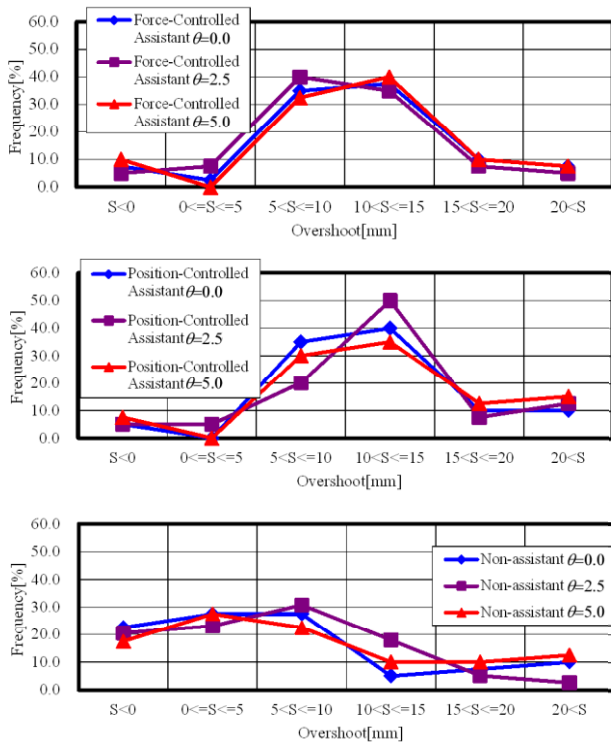 60.0
50.0
40.0
30.0
20.0
10.0
0.0
Frequency[%]
Force-Controlled
Assistant θ=0.0
Force-Controlled
Assistant θ=2.5
Force-Controlled
Assistant θ=5.0
S<0 0<=S<=5 5<S<=10 10<S<=15 15<S<=20 20<S
Overshoot[mm]
60.0
50.0
40.0
30.0
20.0
10.0
0.0
Frequency[%]
Position-Controlled
Assistant θ=0.0
Position-Controlled
Assistant θ=2.5
Position-Controlled
Assistant θ=5.0
S<0 0<=S<=5 5<S<=10 10<S<=15 15<S<=20 20<S
Overshoot[mm]
60.0
50.0
40.0
30.0
20.0
10.0
0.0
Frequency[%]
Non-assistant θ=0.0
Non-assistant θ=2.5
Non-assistant θ=5.0
S<0 0<=S<=5 5<S<=10 10<S<=15 15<S<=20 20<S
Overshoot[mm]